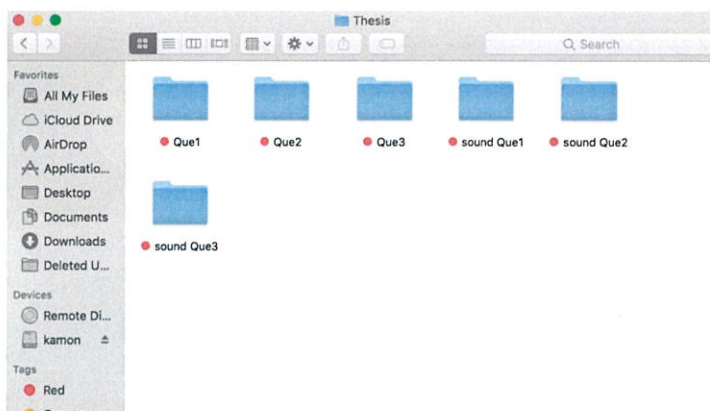 Thesis
Search
Favorites
All My Files
iCloud Drive
AirDrop
Applicatio...
Desktop
Documents
Downloads
Deleted U...
Devices
Remote Di...
kamon
Tags
Red
Que1
Que2
Que3
sound Que1
sound Que2
sound Que3